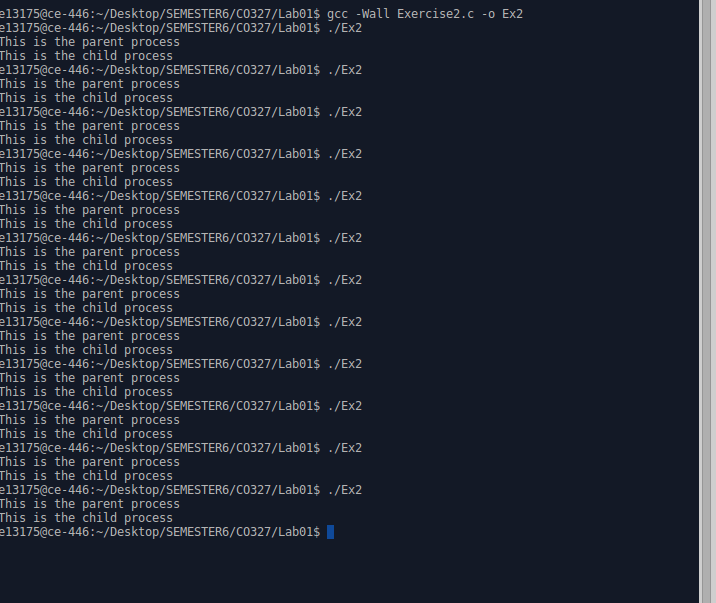 e13175@ce-446:~/Desktop/SEMESTER6/CO327/Lab01$ gcc -Wall Exercise2.c -o Ex2
e13175@ce-446:~/Desktop/SEMESTER6/CO327/Lab01$ ./Ex2
This is the parent process
This is the child process
e13175@ce-446:~/Desktop/SEMESTER6/CO327/Lab01$ ./Ex2
This is the parent process
This is the child process
e13175@ce-446:~/Desktop/SEMESTER6/CO327/Lab01$ ./Ex2
This is the parent process
This is the child process
e13175@ce-446:~/Desktop/SEMESTER6/CO327/Lab01$ ./Ex2
This is the parent process
This is the child process
e13175@ce-446:~/Desktop/SEMESTER6/CO327/Lab01$ ./Ex2
This is the parent process
This is the child process
e13175@ce-446:~/Desktop/SEMESTER6/CO327/Lab01$ ./Ex2
This is the parent process
This is the child process
e13175@ce-446:~/Desktop/SEMESTER6/CO327/Lab01$ ./Ex2
This is the parent process
This is the child process
e13175@ce-446:~/Desktop/SEMESTER6/CO327/Lab01$ ./Ex2
This is the parent process
This is the child process
e13175@ce-446:~/Desktop/SEMESTER6/CO327/Lab01$ ./Ex2
This is the parent process
This is the child process
e13175@ce-446:~/Desktop/SEMESTER6/CO327/Lab01$ ./Ex2
This is the parent process
This is the child process
e13175@ce-446:~/Desktop/SEMESTER6/CO327/Lab01$ ./Ex2
This is the parent process
This is the child process
e13175@ce-446:~/Desktop/SEMESTER6/CO327/Lab01$ ./Ex2
This is the parent process
This is the child process
e13175@ce-446:~/Desktop/SEMESTER6/CO327/Lab01$